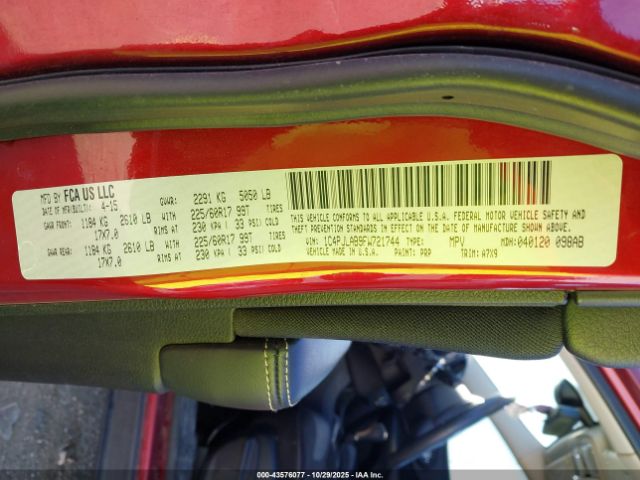 MFG BY FCA US LLC
DATE OF MFR(BUILT): 4-15 GVWR: 2291 KG 5050 LB
GAWR FRONT: 1184 KG 2610 LB WITH 225/60R17 99T TIRES
17X7.0 RIMS AT 230 KPA ( 33 PSI) COLD
GAWR REAR: 1184 KG 2610 LB WITH 225/60R17 99T TIRES
17X7.0 RIMS AT 230 KPA ( 33 PSI) COLD
THIS VEHICLE CONFORMS TO ALL APPLICABLE U.S.A. FEDERAL MOTOR VEHICLE SAFETY, BUMPER, AND
THEFT PREVENTION STANDARDS IN EFFECT ON THE DATE OF MANUFACTURE SHOWN ABOVE.
VIN: 1C4PJLAB9FW721744 TYPE: MPV MDH: 040120 098AB
VEHICLE MADE IN U.S.A. PAINT: PRP TRIM: A7X9
100% - 43576077 - 10/29/2025 - IAA Inc.